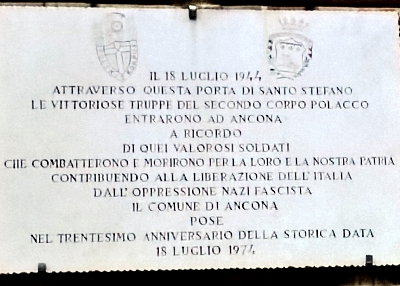 IL 18 LUGLIO 1944
ATTRAVERSO QUESTA PORTA DI SANTO STEFANO
LE VITTORIOSE TRUPPE DEL SECONDO CORPO POLACCO
ENTRARONO AD ANCONA
A RICORDO
DI QUEI VALOROSI SOLDATI
CHE COMBATTERONO E MORIRONO PER LA LORO E LA NOSTRA PATRIA
CONTRIBUENDO ALLA LIBERAZIONE DELL'ITALIA
DALL'OPPRESSIONE NAZI FASCISTA
IL COMUNE DI ANCONA
POSE
NEL TRENTESIMO ANNIVERSARIO DELLA STORICA DATA
18 LUGLIO 1974